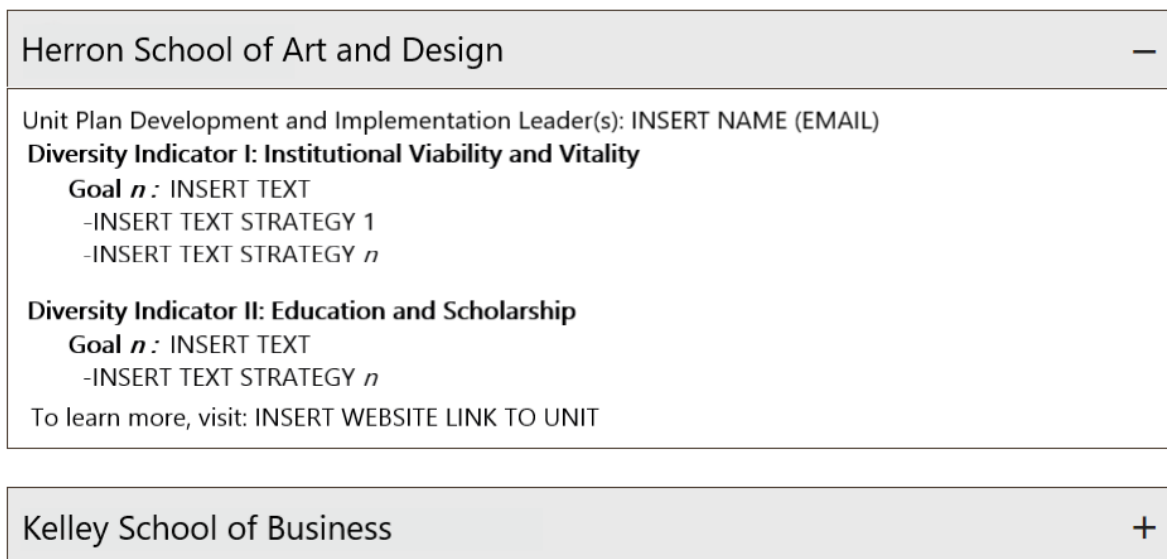 Herron School of Art and Design −
Unit Plan Development and Implementation Leader(s): INSERT NAME (EMAIL)
Diversity Indicator I: Institutional Viability and Vitality
Goal n: INSERT TEXT
-INSERT TEXT STRATEGY 1
-INSERT TEXT STRATEGY n
Diversity Indicator II: Education and Scholarship
Goal n: INSERT TEXT
-INSERT TEXT STRATEGY n
To learn more, visit: INSERT WEBSITE LINK TO UNIT
Kelley School of Business +